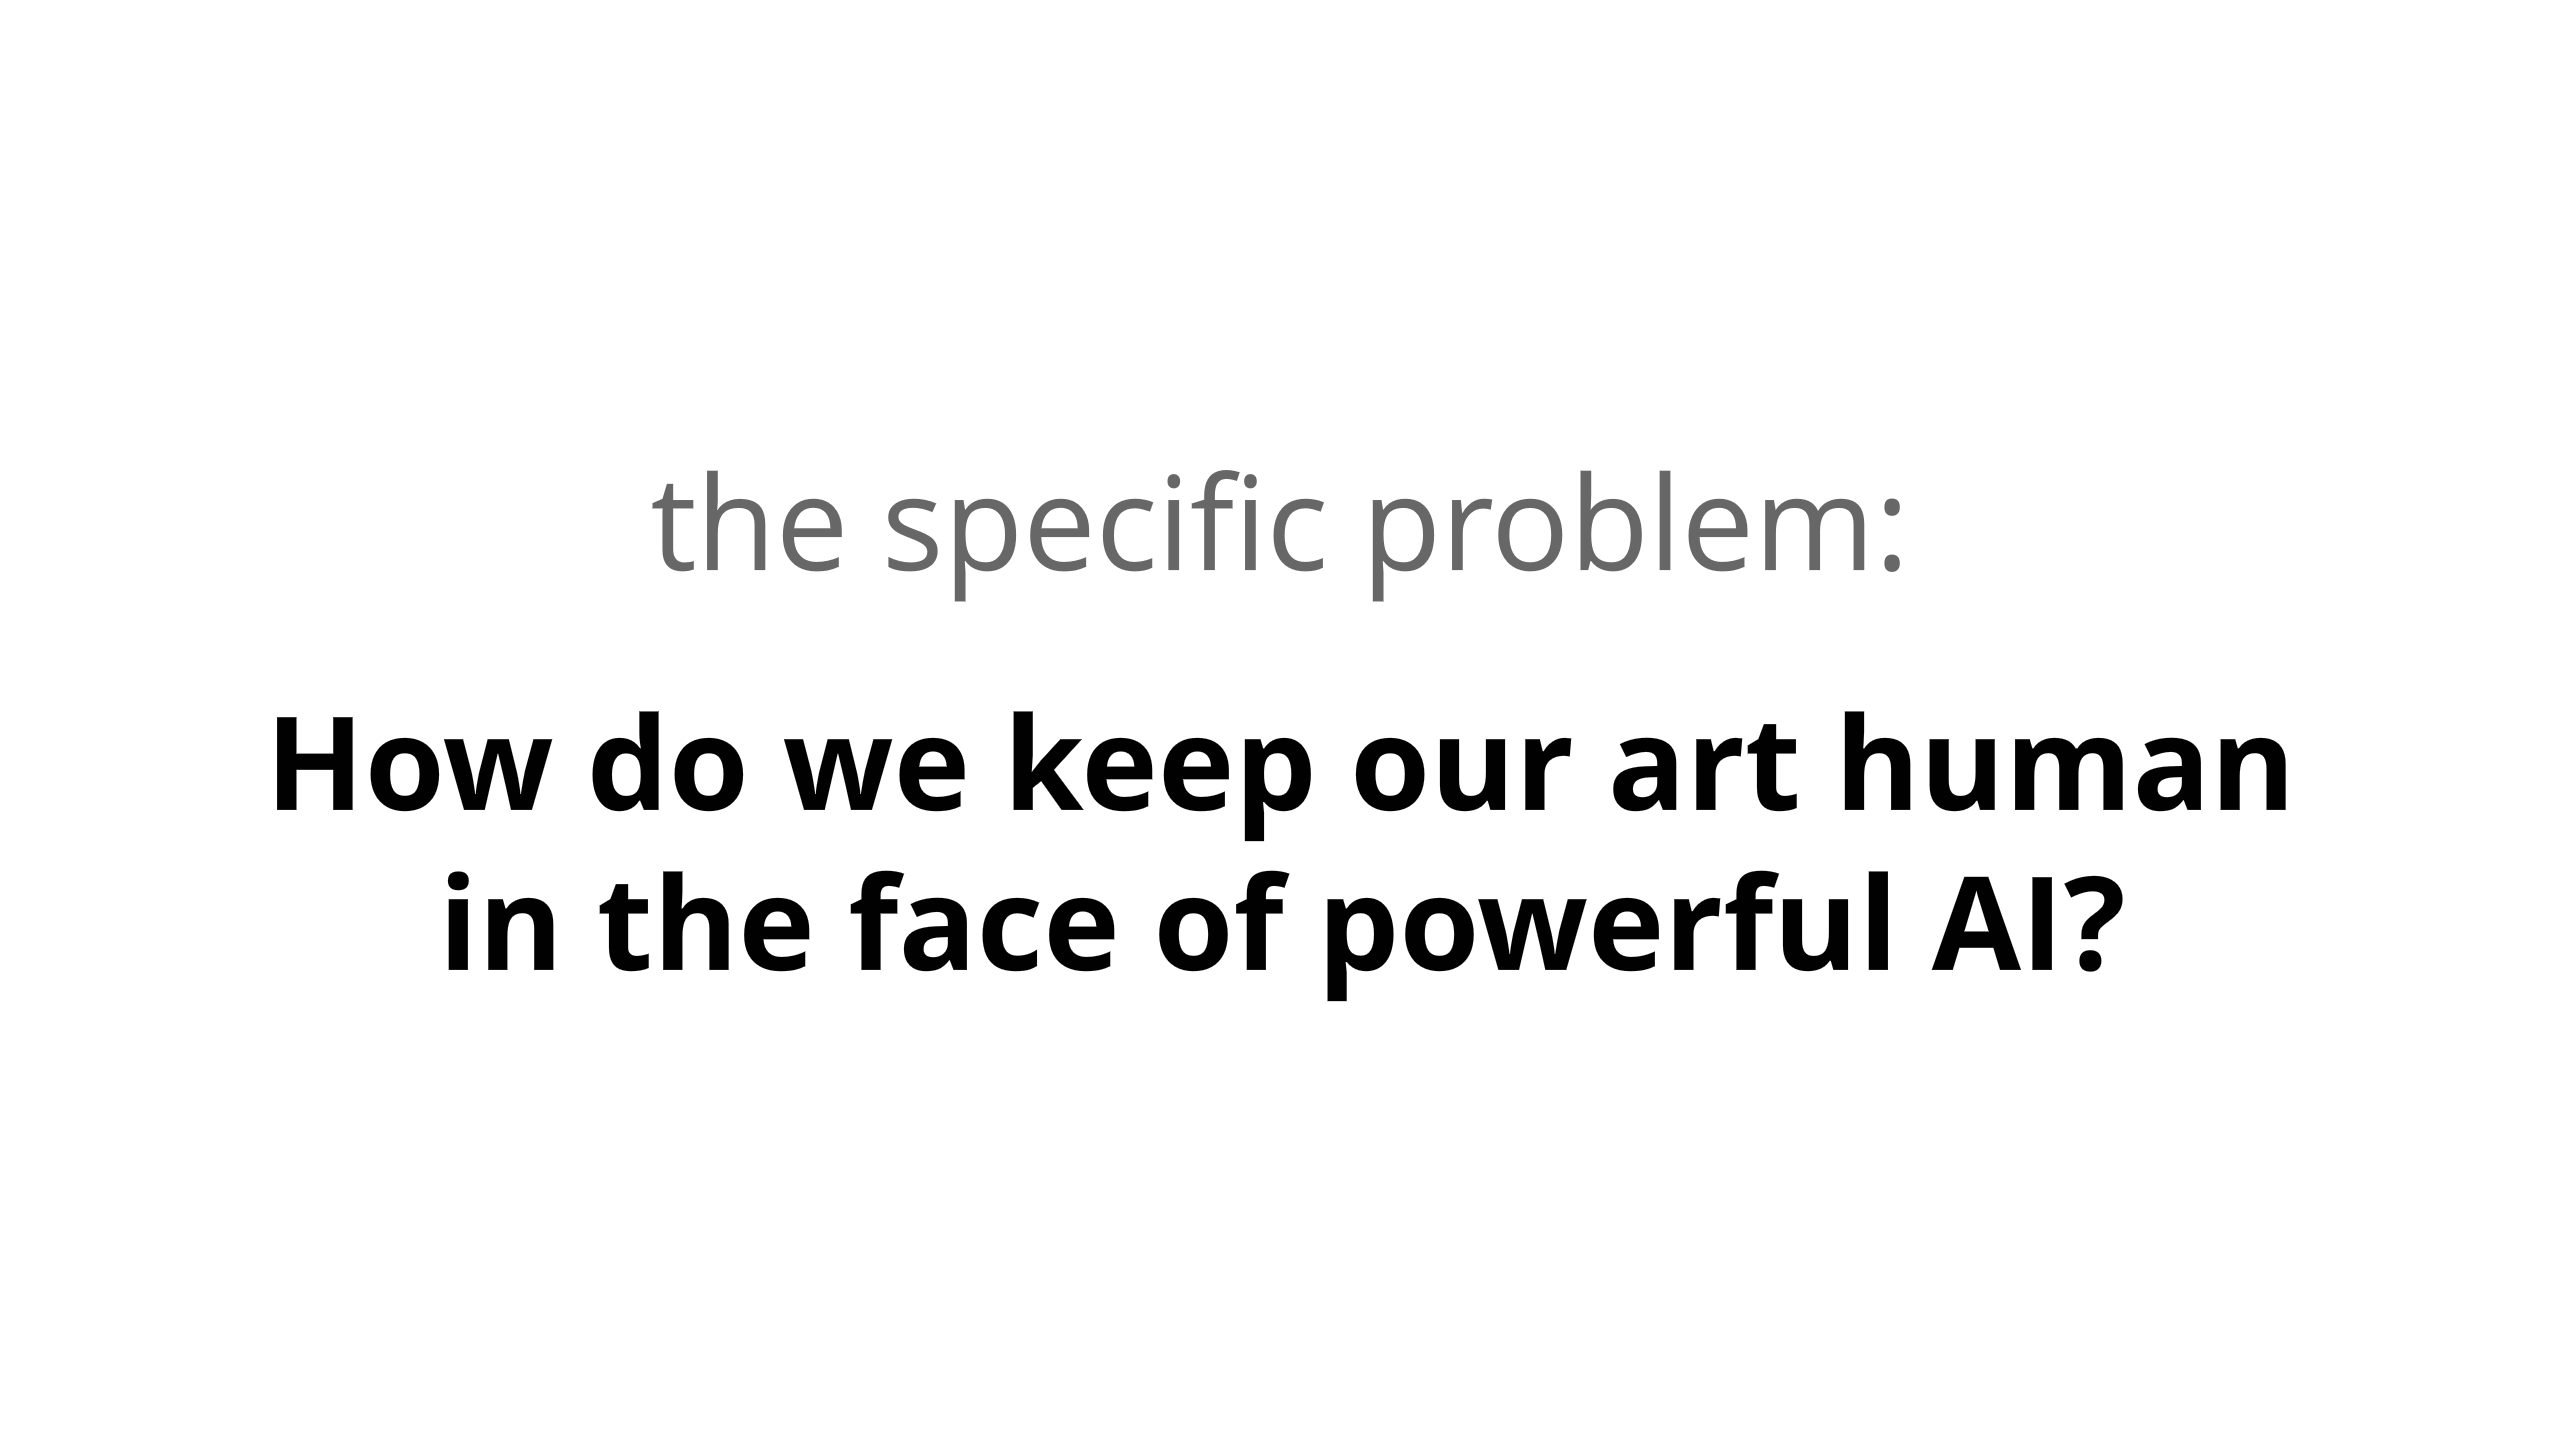 the specific problem:
How do we keep our art human
in the face of powerful AI?